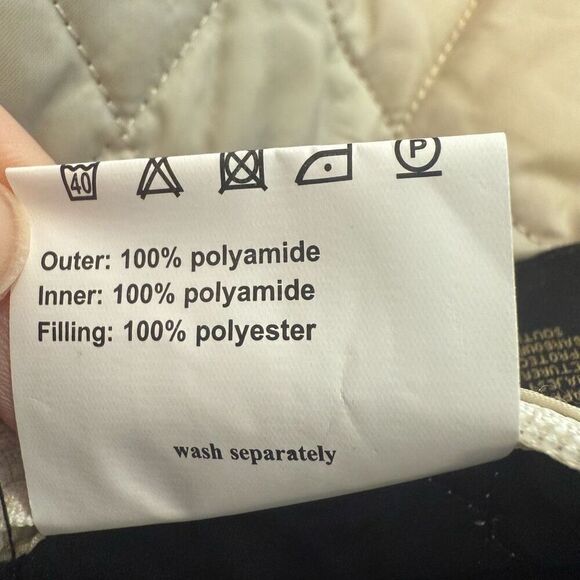 40 P
Outer: 100% polyamide
Inner: 100% polyamide
Filling: 100% polyester
wash separately